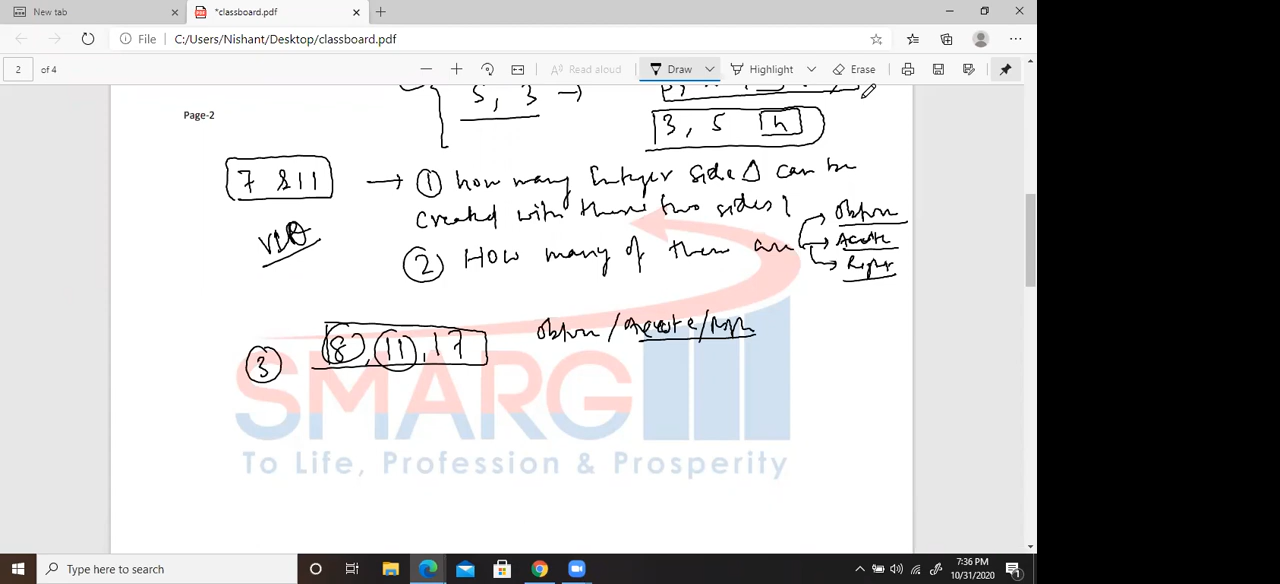 New tab
*classboard.pdf
File C:/Users/Nishant/Desktop/classboard.pdf
2 of 4
Read aloud Draw Highlight Erase
5, 3 →
Page-2
3, 5 h
7 & 11 → ① How many Integer side Δ can be
created with these two sides?
② How many of them are Obtuse
Acute
Right
③ 8, 11, 17 Obtuse / Acute /
SMARG
To Life, Profession & Prosperity
Type here to search
7:36 PM
10/31/2020
1